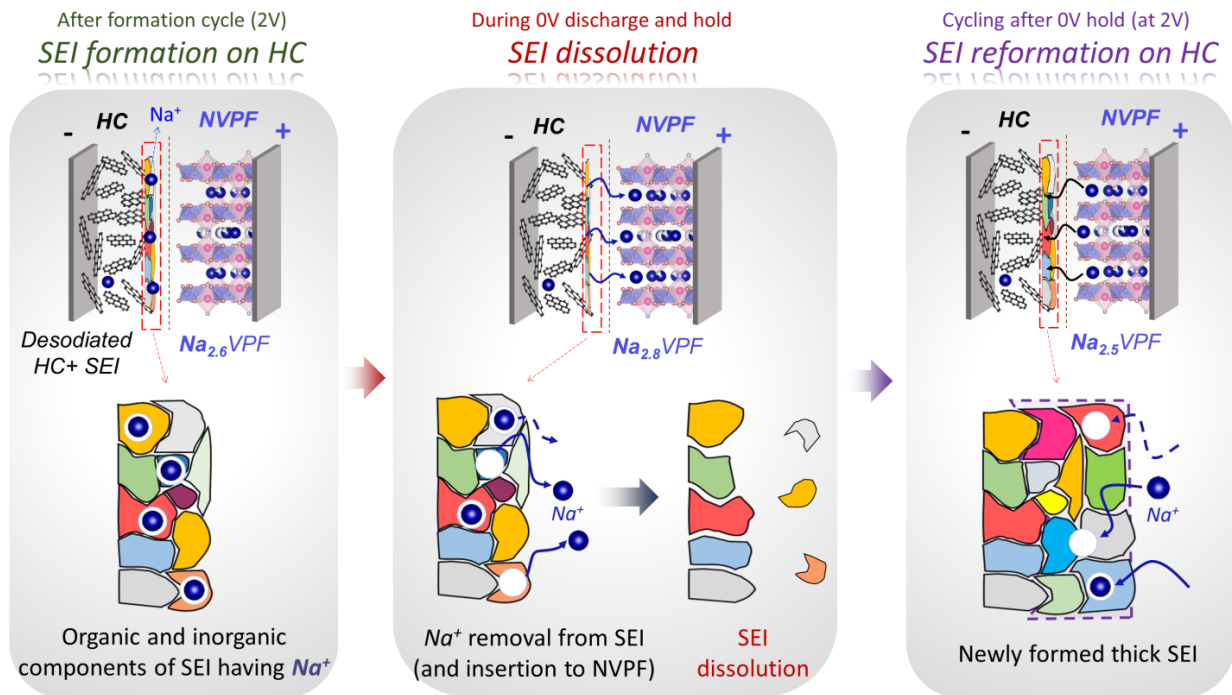 After formation cycle (2V)
SEI formation on HC
During 0V discharge and hold
SEI dissolution
Cycling after 0V hold (at 2V)
SEI reformation on HC
Na⁺
- HC NVPF +
Desodiated
HC+ SEI
Na₂.₆VPF
Organic and inorganic
components of SEI having Na⁺
- HC NVPF +
Na₂.₈VPF
Na⁺
Na⁺ removal from SEI
(and insertion to NVPF)
SEI
dissolution
- HC NVPF +
Na₂.₅VPF
Na⁺
Newly formed thick SEI